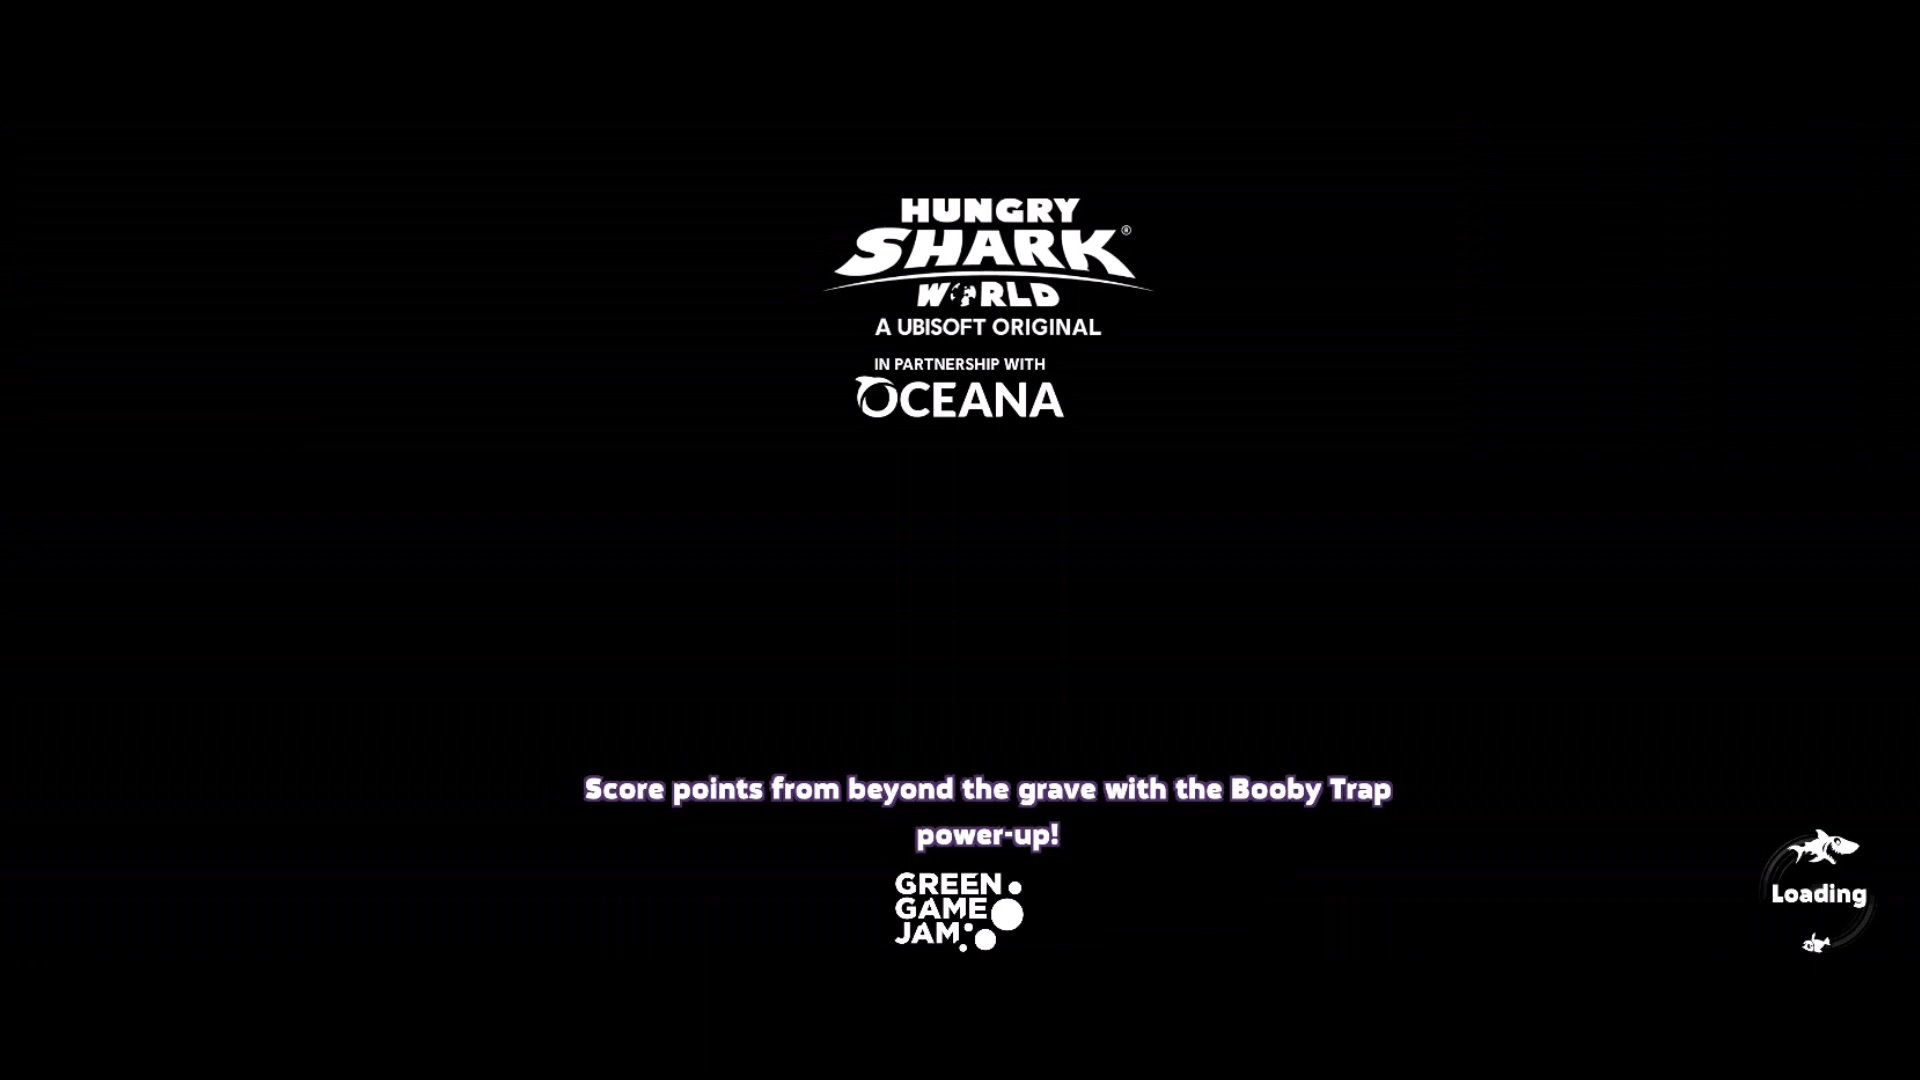 HUNGRY
SHARK®
WORLD
A UBISOFT ORIGINAL
IN PARTNERSHIP WITH
OCEANA
Score points from beyond the grave with the Booby Trap
power-up!
GREEN
GAME
JAM
Loading